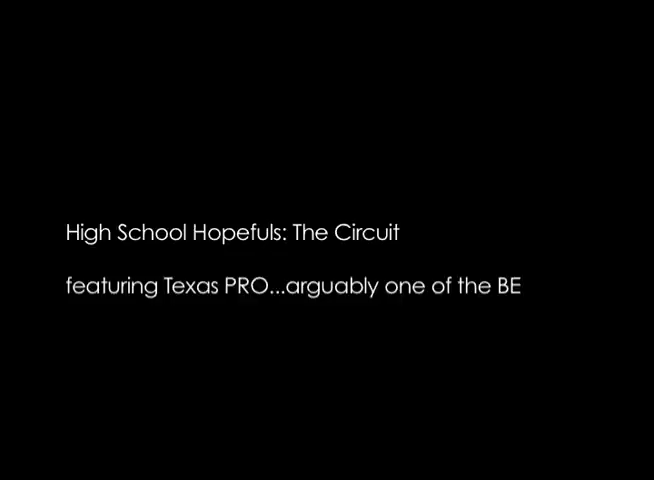 High School Hopefuls: The Circuit
featuring Texas PRO...arguably one of the BE